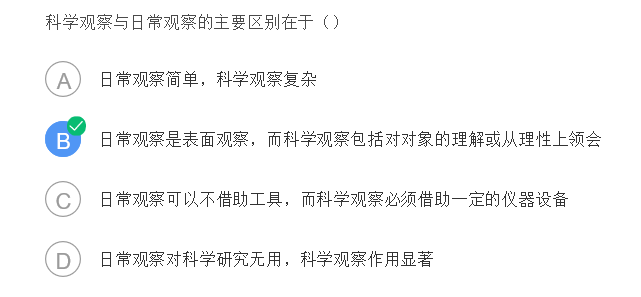 科学观察与日常观察的主要区别在于（）
A 日常观察简单，科学观察复杂
B 日常观察是表面观察，而科学观察包括对对象的理解或从理性上领会
C 日常观察可以不借助工具，而科学观察必须借助一定的仪器设备
D 日常观察对科学研究无用，科学观察作用显著